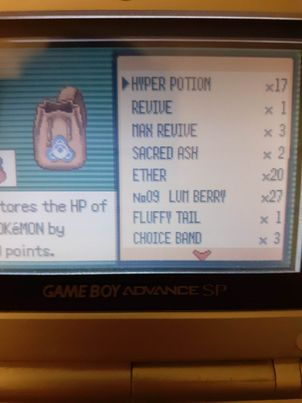 HYPER POTION ×17
REVIVE × 1
MAX REVIVE × 3
SACRED ASH × 2
ETHER ×20
№09 LUM BERRY ×27
FLUFFY TAIL × 1
CHOICE BAND × 3
tores the HP of
OKéMON by
points.
GAME BOY ADVANCE SP